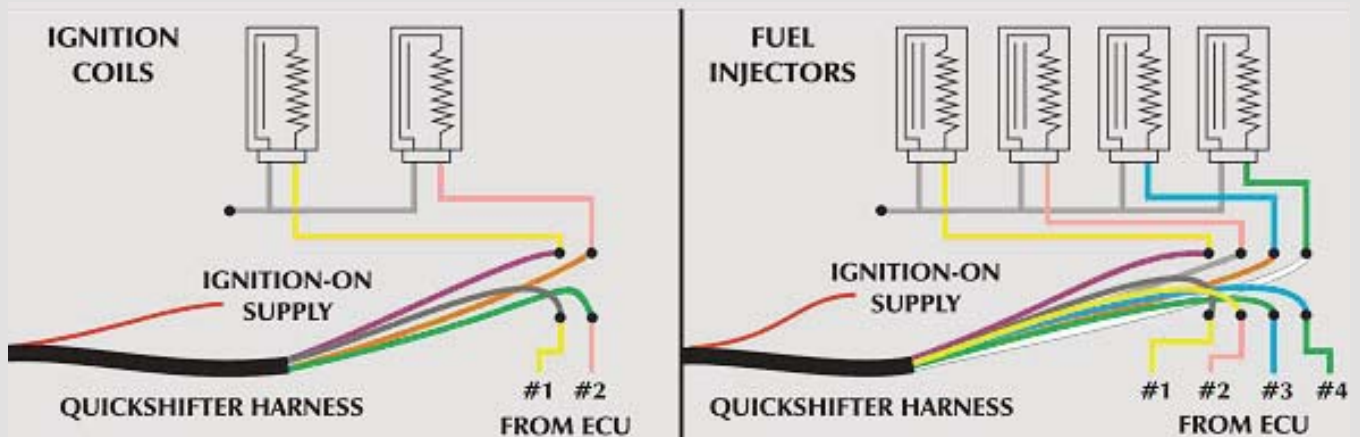 IGNITION
COILS
IGNITION-ON
SUPPLY
QUICKSHIFTER HARNESS
#1 #2
FROM ECU
FUEL
INJECTORS
IGNITION-ON
SUPPLY
QUICKSHIFTER HARNESS
#1 #2 #3 #4
FROM ECU